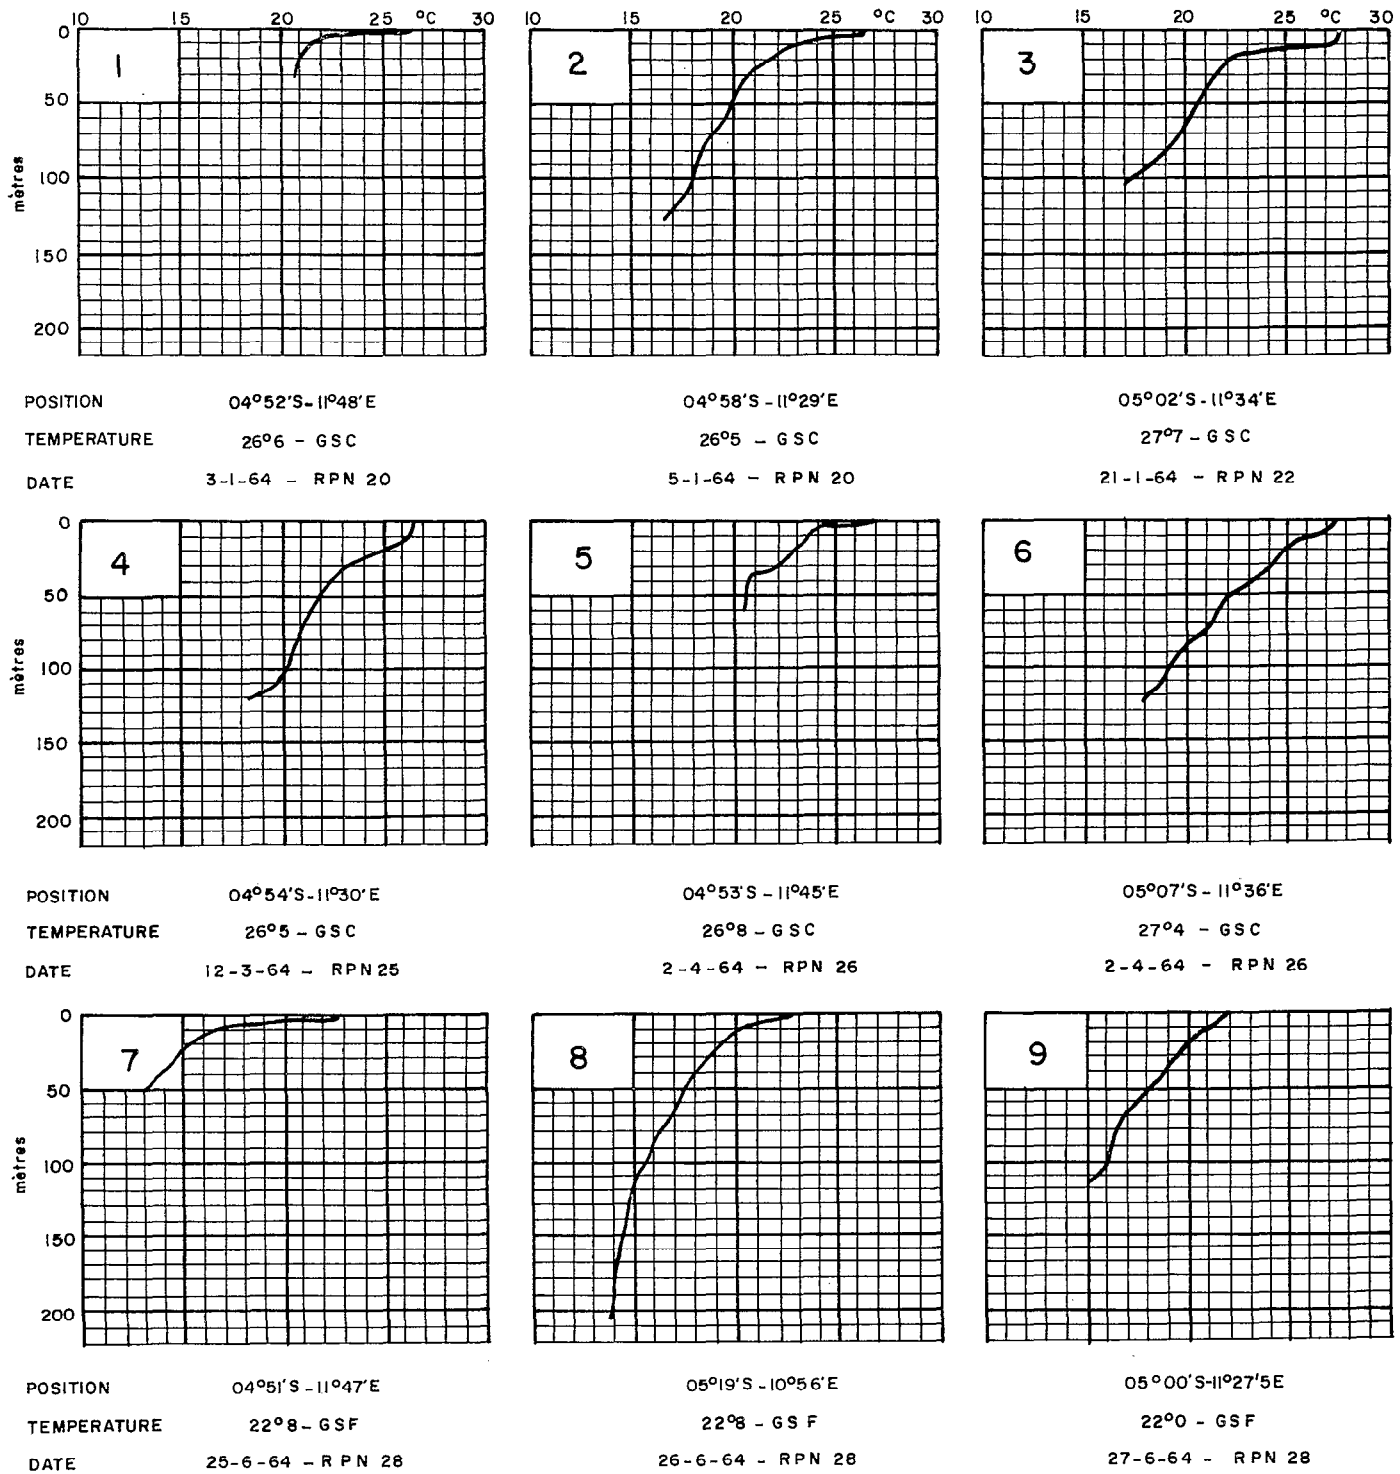 10 15 20 25 °C 30 10 15 20 25 °C 30 10 15 20 25 °C 30
0
1 2 3
50
100
mètres
150
200
POSITION 04°52'S-11°48'E 04°58'S-11°29'E 05°02'S-11°34'E
TEMPERATURE 26°6 - GSC 26°5 - GSC 27°7 - GSC
DATE 3-1-64 - RPN 20 5-1-64 - RPN 20 21-1-64 - RPN 22
0
4 5 6
50
100
mètres
150
200
POSITION 04°54'S-11°30'E 04°53'S-11°45'E 05°07'S-11°36'E
TEMPERATURE 26°5-GSC 26°8-GSC 27°4 - GSC
DATE 12-3-64 - RPN 25 2-4-64 - RPN 26 2-4-64 - RPN 26
0
7 8 9
50
100
mètres
150
200
POSITION 04°51'S-11°47'E 05°19'S-10°56'E 05°00'S-11°27'5E
TEMPERATURE 22°8-GSF 22°8-GSF 22°0 - GSF
DATE 25-6-64 - RPN 28 26-6-64 - RPN 28 27-6-64 - RPN 28